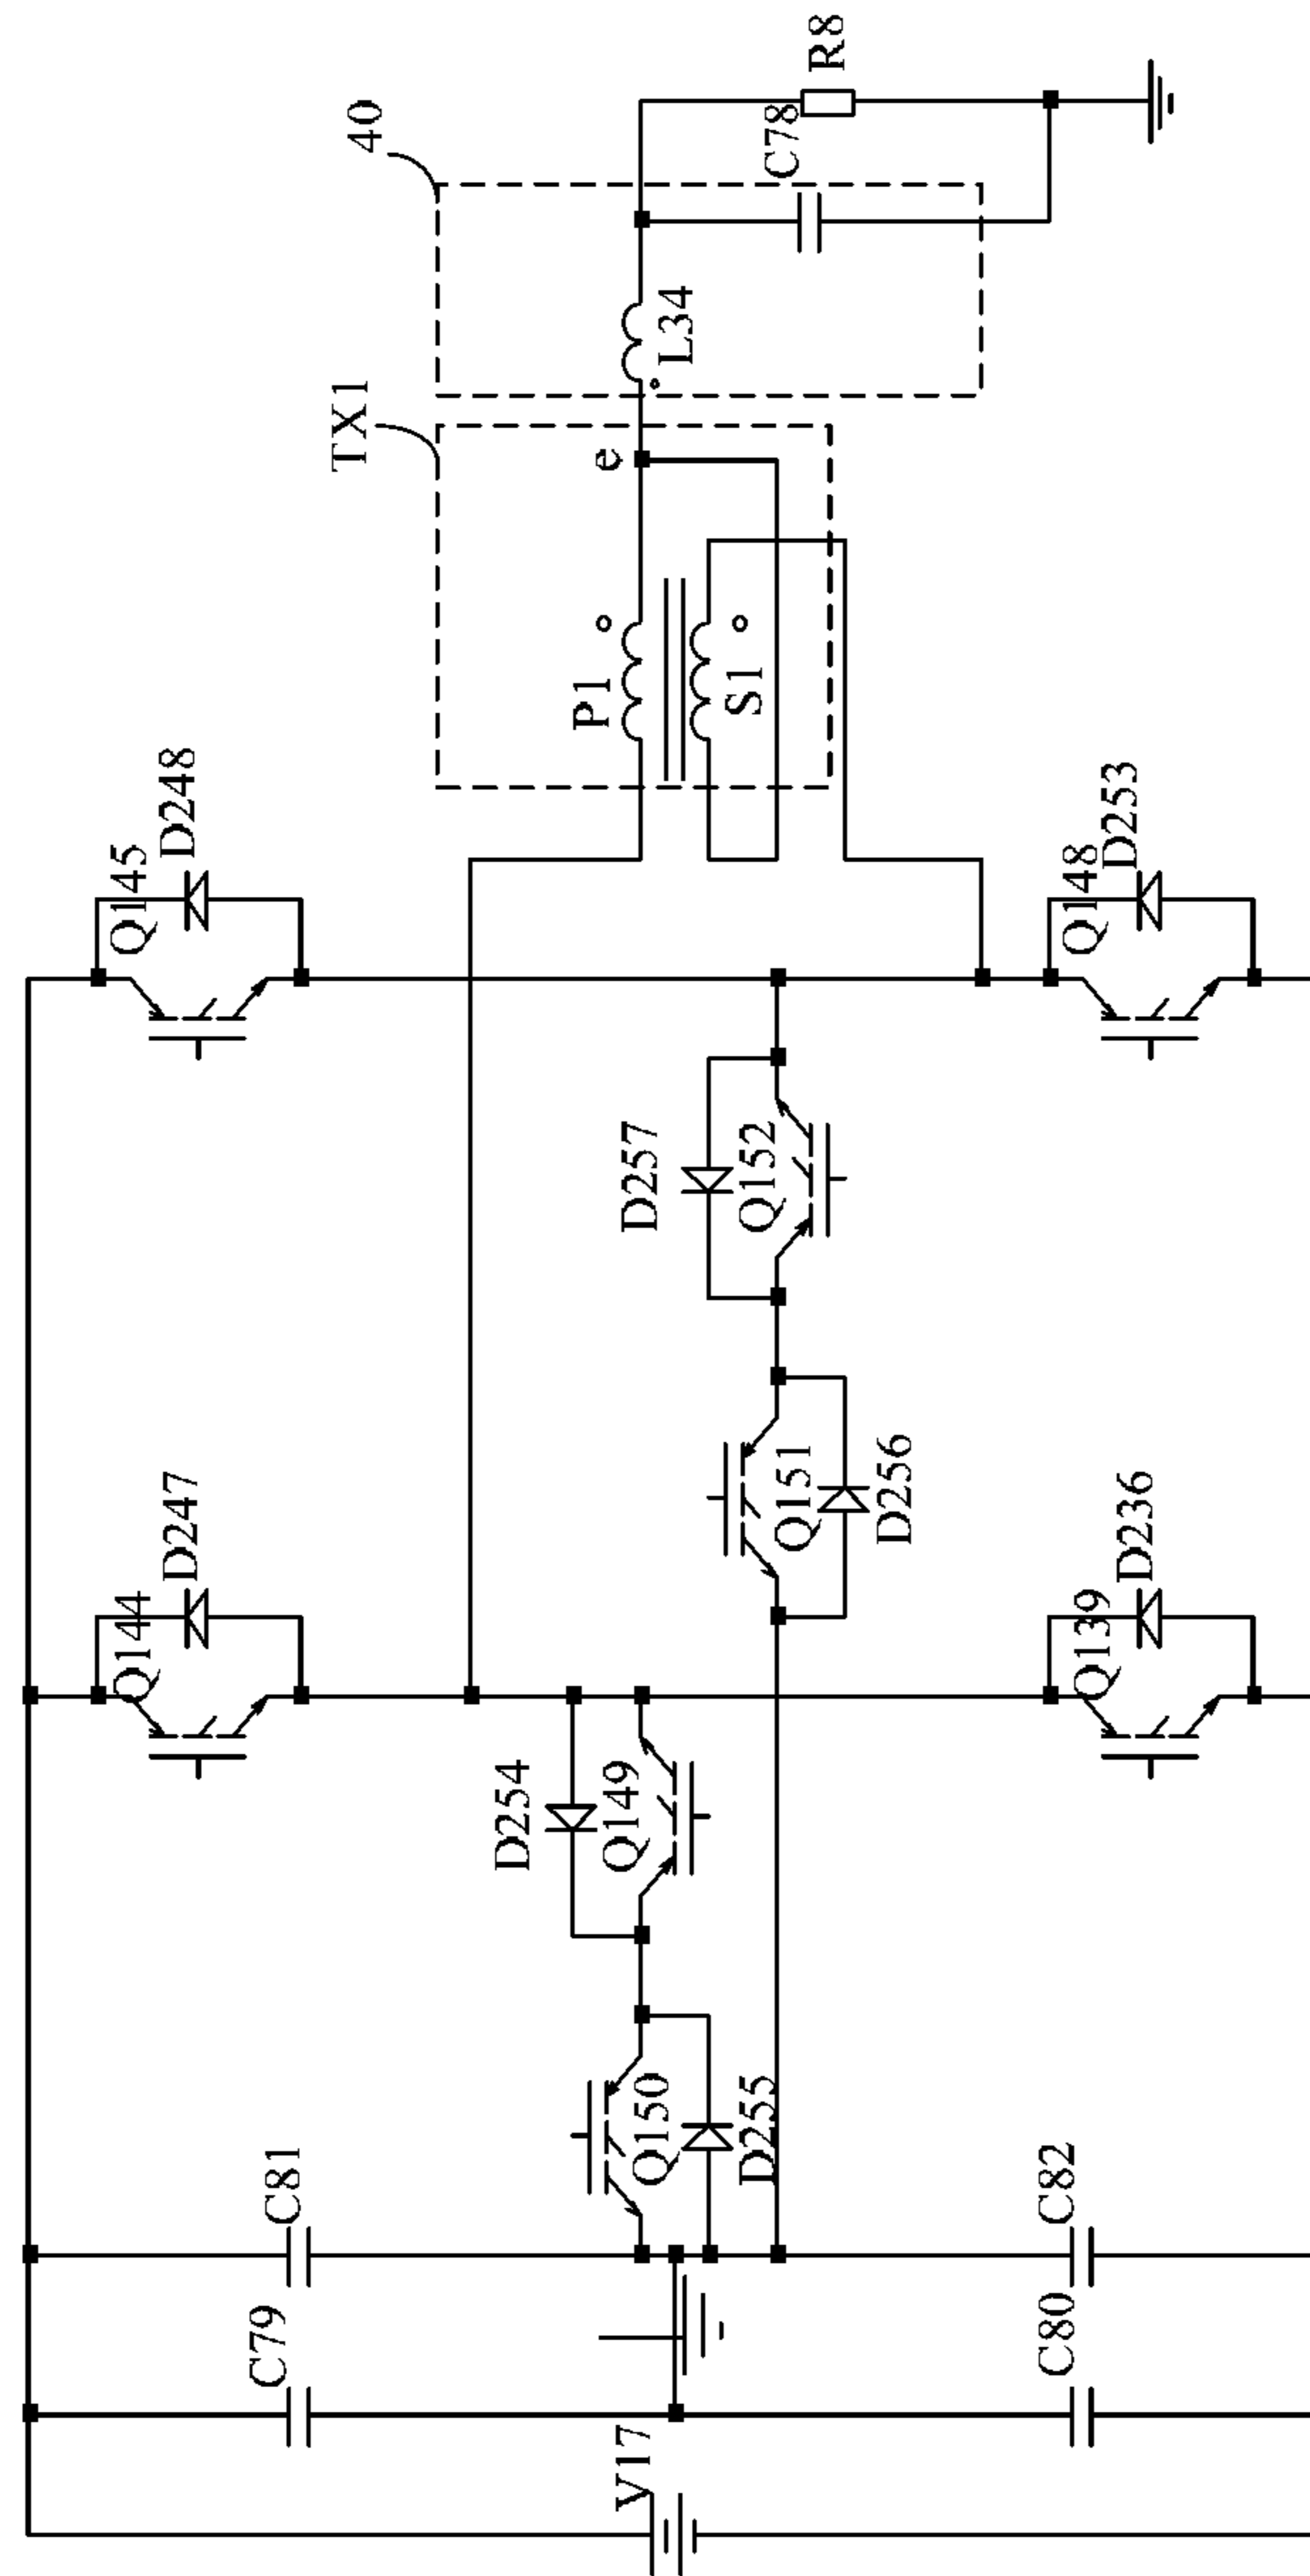 40
R8
C78
L34
TX1
e
P1
S1
D248
Q145
D253
Q148
D257
Q152
Q151
D256
D247
Q144
D236
Q139
D254
Q149
Q150
D255
C81
C82
C79
C80
V17